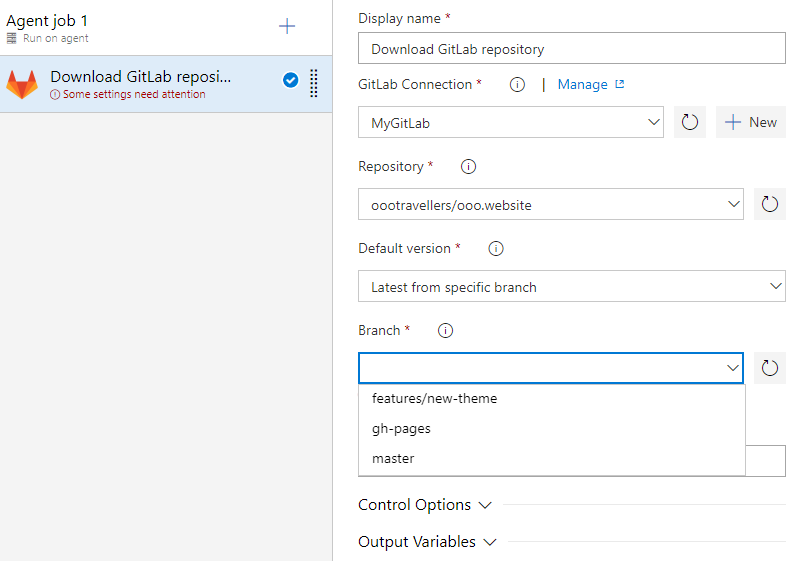 Agent job 1
Run on agent
Download GitLab reposi...
Some settings need attention
Display name *
Download GitLab repository
GitLab Connection * | Manage
MyGitLab
New
Repository *
oootravellers/ooo.website
Default version *
Latest from specific branch
Branch *
features/new-theme
gh-pages
master
Control Options
Output Variables